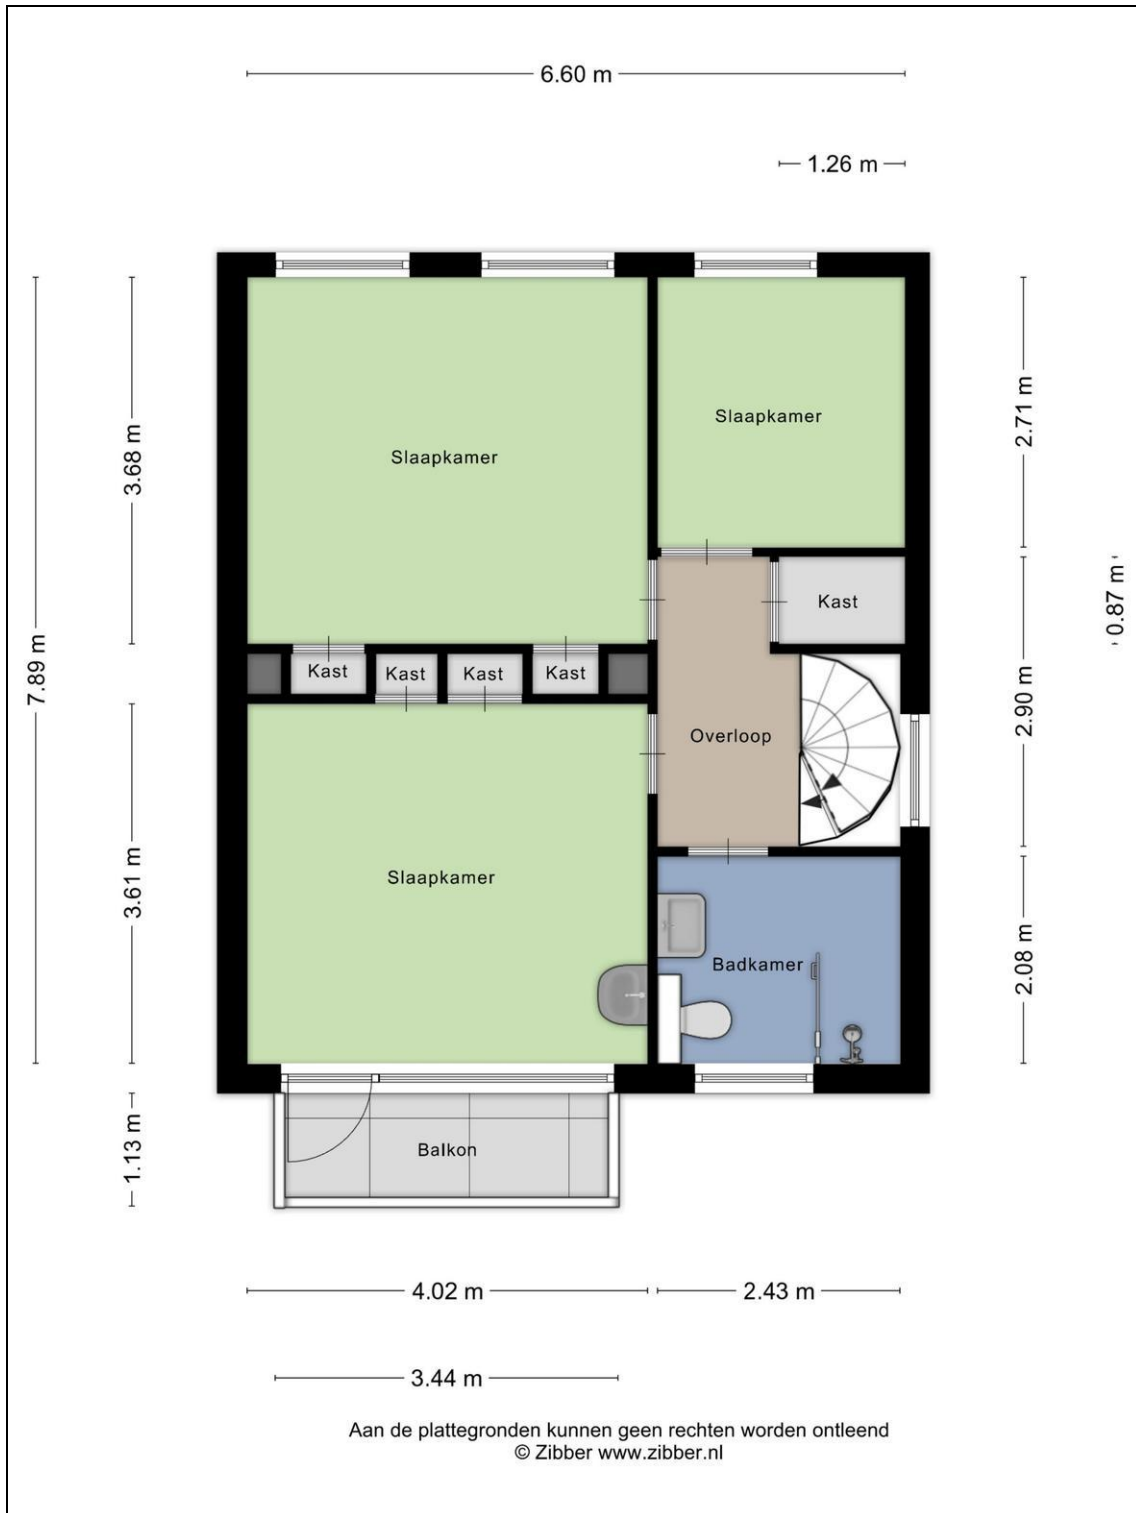 6.60 m
1.26 m
Slaapkamer
Slaapkamer
2.71 m
3.68 m
7.89 m
Kast
0.87 m
Kast
Kast
Kast
Kast
2.90 m
Overloop
3.61 m
Slaapkamer
Badkamer
2.08 m
1.13 m
Balkon
4.02 m
2.43 m
3.44 m
Aan de plattegronden kunnen geen rechten worden ontleend
© Zibber www.zibber.nl